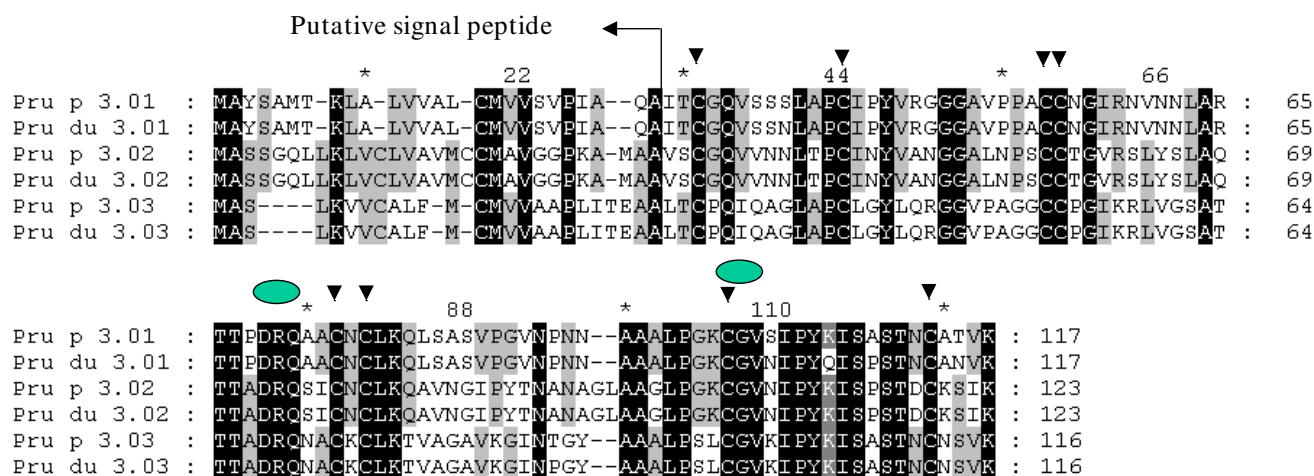 Putative signal peptide
* 22 * 44 * 66
Pru p 3.01 : MAYSAMT-KLA-LVVAL-CMVVSVPIA--QAITCGQVSSSLAPCIPYVRGGGAVPPACCNGIRNVNNLAR : 65
Pru du 3.01 : MAYSAMT-KLA-LVVAL-CMVVSVPIA--QAITCGQVSSNLAPCIPYVRGGGAVPPACCNGIRNVNNLAR : 65
Pru p 3.02 : MASSGQLLKLVCLVAVMCCMAVGGPKA-MAAVSCGQVVNNLTPCINYVANGGALNPSCCTGVRSLYSLAQ : 69
Pru du 3.02 : MASSGQLLKLVCLVAVMCCMAVGGPKA-MAAVSCGQVVNNLTPCINYVANGGALNPSCCTGVRSLYSLAQ : 69
Pru p 3.03 : MAS----LKVVCALF-M-CMVVAAPLITEAALTCPQIQAGLAPCLGYLQRGGVPAGGCCPGIKRLVGSAT : 64
Pru du 3.03 : MAS----LKVVCALF-M-CMVVAAPLITEAALTCPQIQAGLAPCLGYLQRGGVPAGGCCPGIKRLVGSAT : 64
* 88 * 110 *
Pru p 3.01 : TTPDRQAACNCLKQLSASVPGVNPNN--AAALPGKCGVSIPYKISASTNCATVK : 117
Pru du 3.01 : TTPDRQAACNCLKQLSASVPGVNPNN--AAALPGKCGVSIPYQISASTNCANVK : 117
Pru p 3.02 : TTADRQSICNCLKQAVNGIPYTNANAGLAAGLPGKCGVNIPYKISPSTDCKSIK : 123
Pru du 3.02 : TTADRQSICNCLKQAVNGIPYTNANAGLAAGLPGKCGVNIPYKISPSTDCKSIK : 123
Pru p 3.03 : TTADRQNACKCLKTVAGAVKGINTGY--AAALPSLCGVKIPYKISASTNCNSVK : 116
Pru du 3.03 : TTADRQNACKCLKTVAGAVKGINPGY--AAALPSLCGVKIPYKISASTNCNSVK : 116